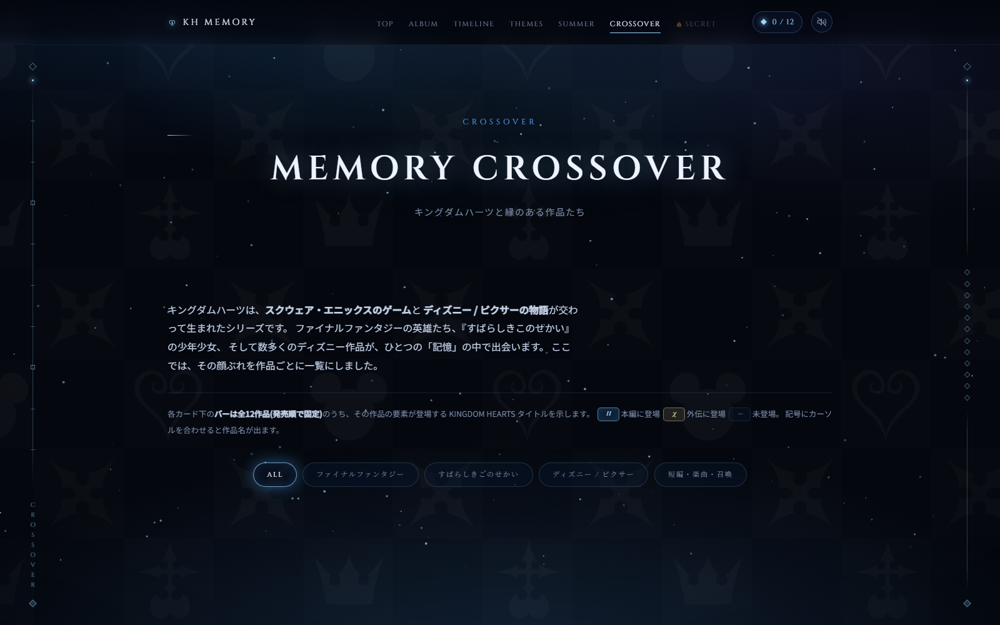 KH MEMORY
TOP ALBUM TIMELINE THEMES SUMMER CROSSOVER SECRET
0 / 12
CROSSOVER
MEMORY CROSSOVER
キングダムハーツと縁のある作品たち
キングダムハーツは、スクウェア・エニックスのゲームと ディズニー / ピクサーの物語が交わ
って生まれたシリーズです。 ファイナルファンタジーの英雄たち、『すばらしきこのせかい』
の少年少女、 そして数多くのディズニー作品が、ひとつの「記憶」の中で出会います。 ここ
では、その顔ぶれを作品ごとに一覧にしました。
各カード下のバーは全12作品(発売順で固定)のうち、その作品の要素が登場する KINGDOM HEARTS タイトルを示します。 II 本編に登場 χ 外伝に登場 — 未登場。 記号にカーソ
ルを合わせると作品名が出ます。
ALL ファイナルファンタジー すばらしきこのせかい ディズニー / ピクサー 短編・楽曲・召喚
CROSSOVER